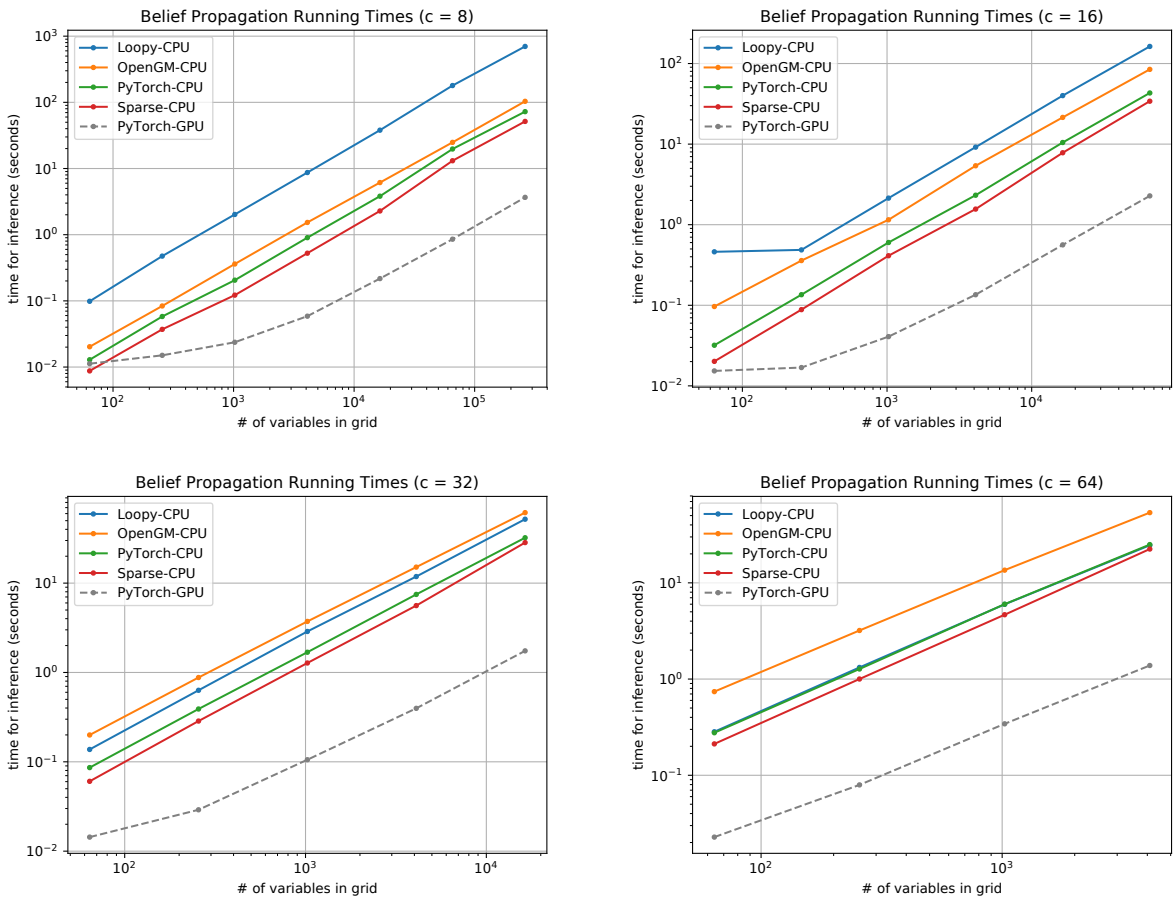 Belief Propagation Running Times (c = 8)
time for inference (seconds)
10³
10²
10¹
10⁰
10⁻¹
10⁻²
Loopy-CPU
OpenGM-CPU
PyTorch-CPU
Sparse-CPU
PyTorch-GPU
10²
10³
10⁴
10⁵
# of variables in grid
Belief Propagation Running Times (c = 16)
time for inference (seconds)
10²
10¹
10⁰
10⁻¹
10⁻²
Loopy-CPU
OpenGM-CPU
PyTorch-CPU
Sparse-CPU
PyTorch-GPU
10²
10³
10⁴
# of variables in grid
Belief Propagation Running Times (c = 32)
time for inference (seconds)
10¹
10⁰
10⁻¹
10⁻²
Loopy-CPU
OpenGM-CPU
PyTorch-CPU
Sparse-CPU
PyTorch-GPU
10²
10³
10⁴
# of variables in grid
Belief Propagation Running Times (c = 64)
time for inference (seconds)
10¹
10⁰
10⁻¹
Loopy-CPU
OpenGM-CPU
PyTorch-CPU
Sparse-CPU
PyTorch-GPU
10²
10³
# of variables in grid